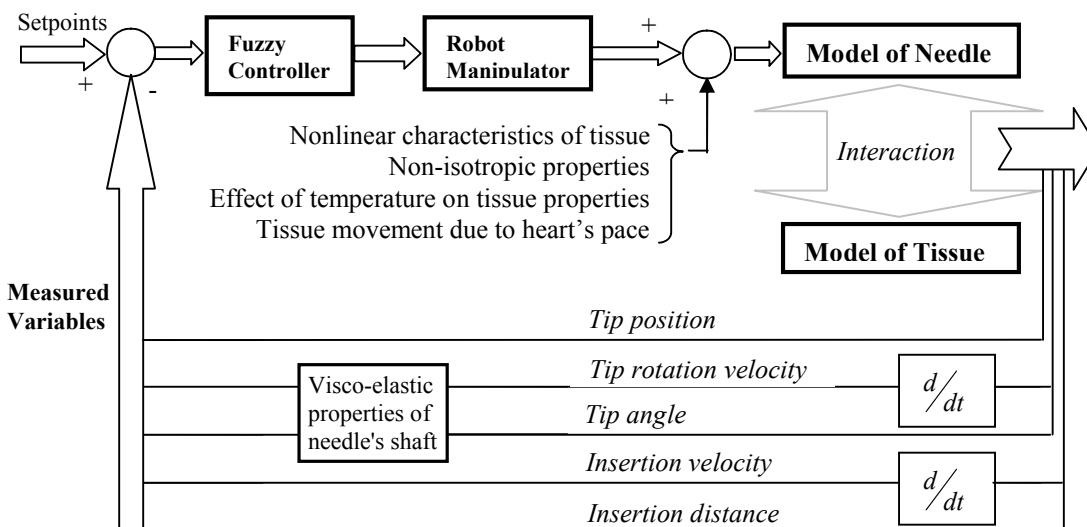 Setpoints
+
-
Fuzzy
Controller
Robot
Manipulator
+
+
Model of Needle
Nonlinear characteristics of tissue
Non-isotropic properties
Effect of temperature on tissue properties
Tissue movement due to heart's pace
Interaction
Model of Tissue
Measured
Variables
Tip position
Visco-elastic
properties of
needle's shaft
Tip rotation velocity
d/dt
Tip angle
Insertion velocity
d/dt
Insertion distance